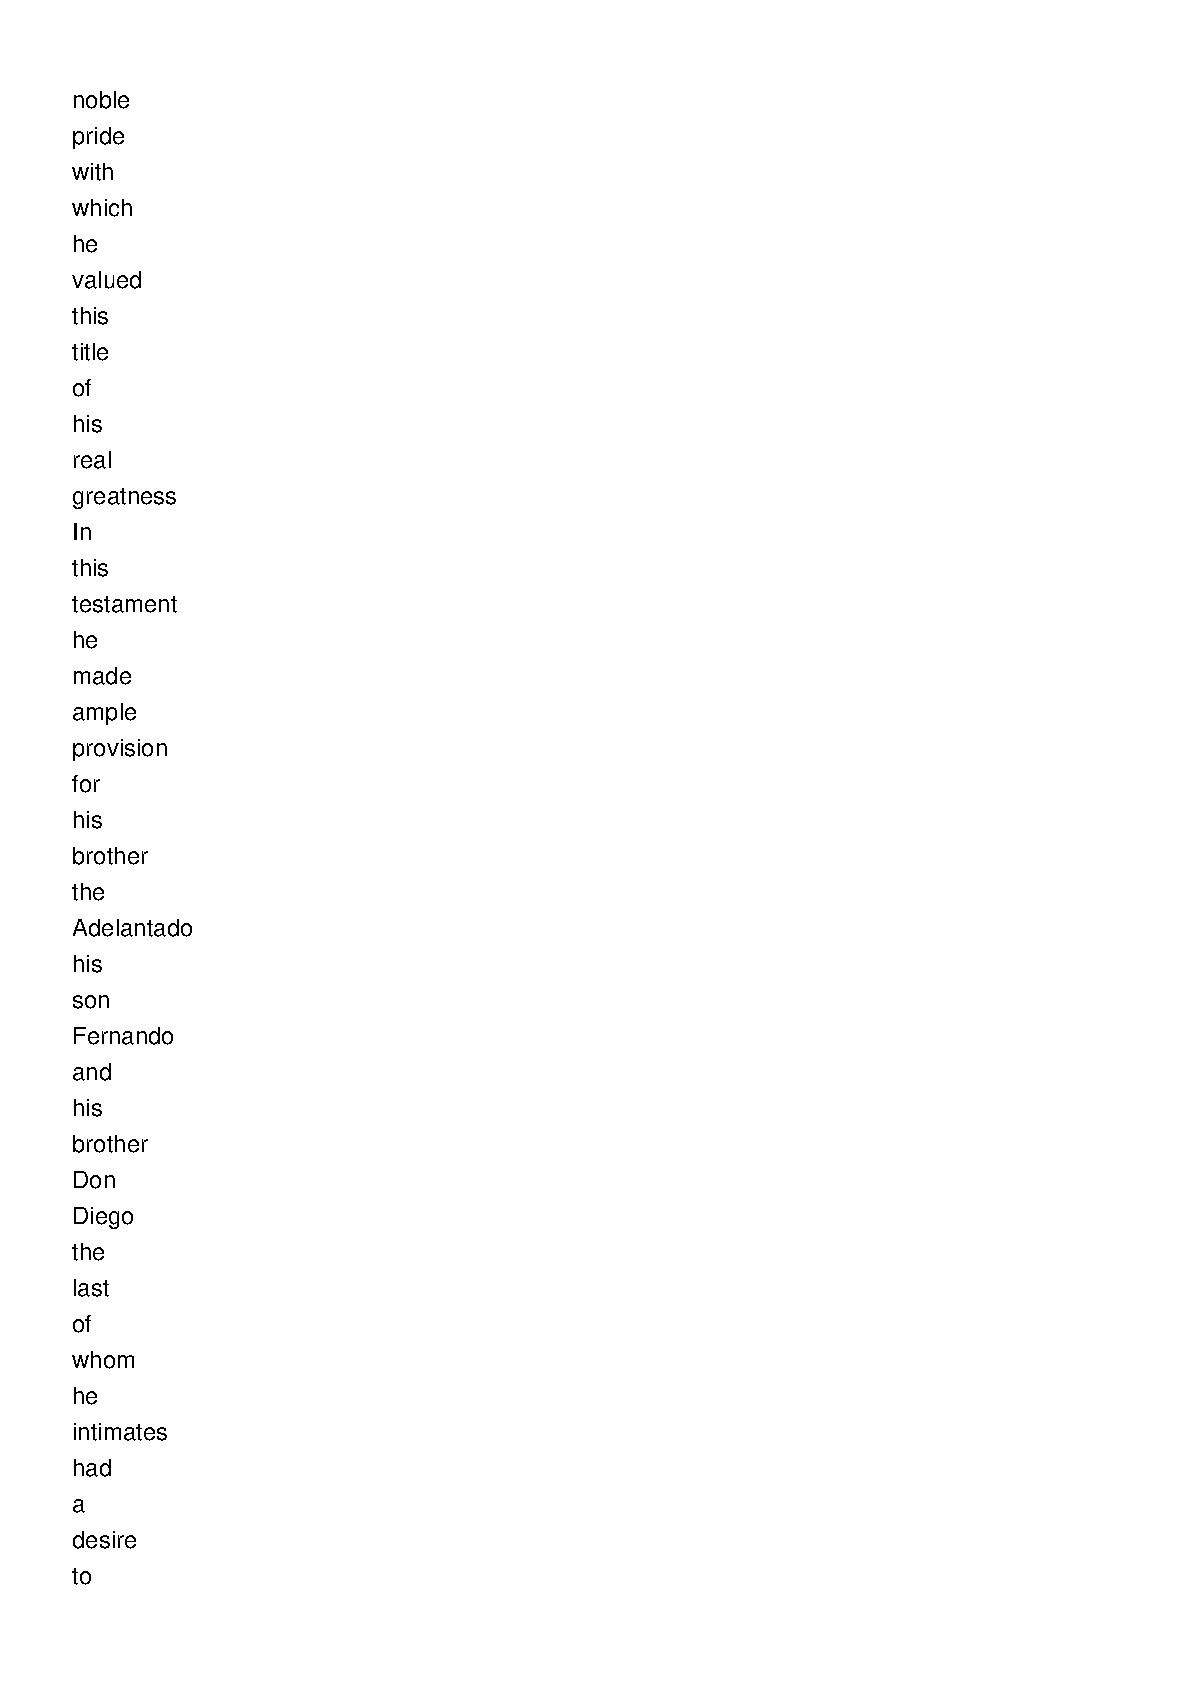 noble
pride
with
which
he
valued
this
title
of
his
real
greatness
In
this
testament
he
made
ample
provision
for
his
brother
the
Adelantado
his
son
Fernando
and
his
brother
Don
Diego
the
last
of
whom
he
intimates
had
a
desire
to